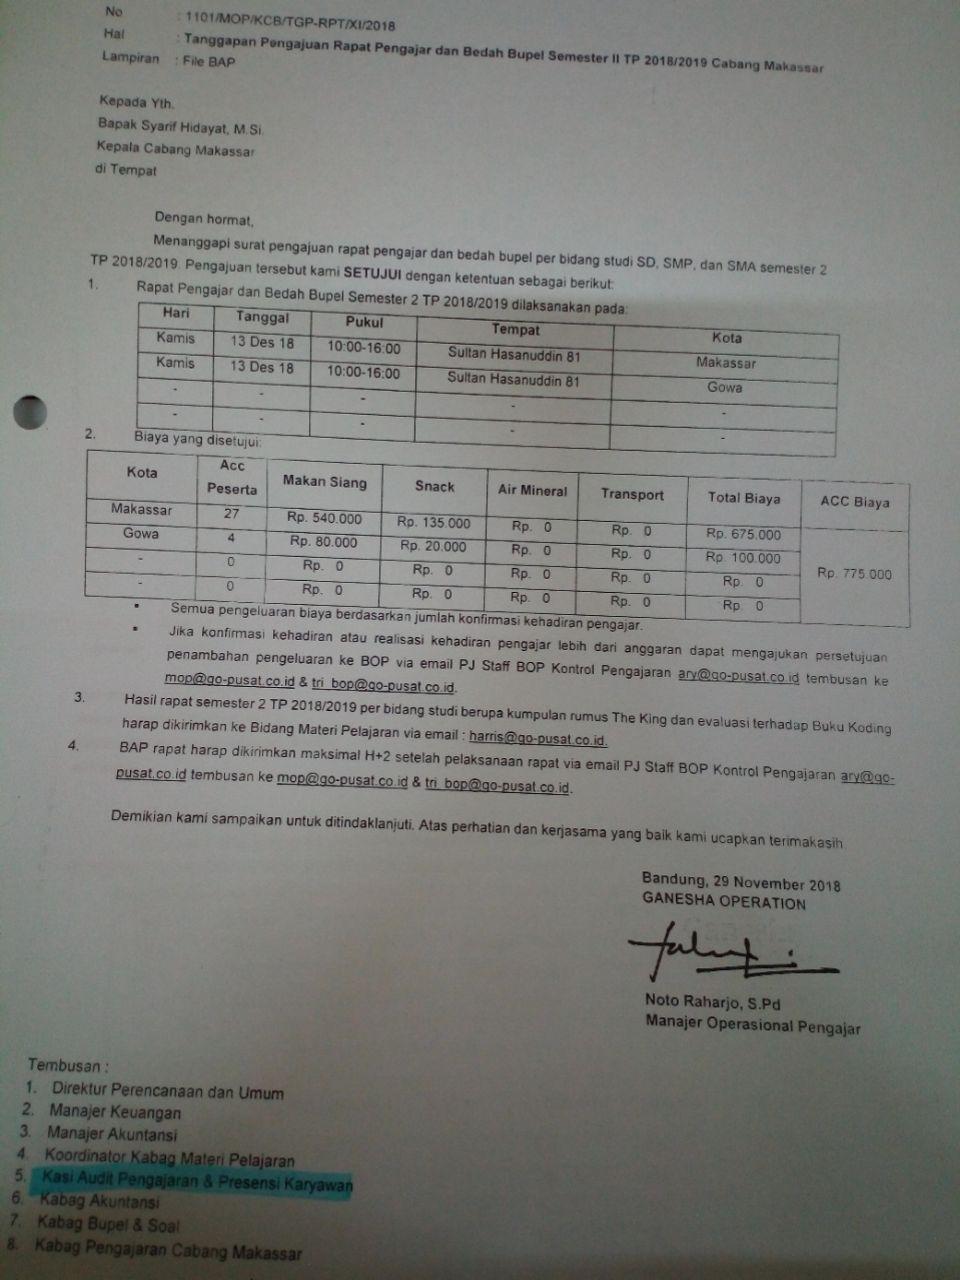 No : 1101/MOP/KCB/TGP-RPT/XI/2018
Hal : Tanggapan Pengajuan Rapat Pengajar dan Bedah Bupel Semester II TP 2018/2019 Cabang Makassar
Lampiran : File BAP
Kepada Yth.
Bapak Syarif Hidayat, M.Si.
Kepala Cabang Makassar
di Tempat
Dengan hormat,
Menanggapi surat pengajuan rapat pengajar dan bedah bupel per bidang studi SD, SMP, dan SMA semester 2
TP 2018/2019. Pengajuan tersebut kami SETUJUI dengan ketentuan sebagai berikut:
1. Rapat Pengajar dan Bedah Bupel Semester 2 TP 2018/2019 dilaksanakan pada:
Hari Tanggal Pukul Tempat Kota
Kamis 13 Des 18 10:00-16:00 Sultan Hasanuddin 81 Makassar
Kamis 13 Des 18 10:00-16:00 Sultan Hasanuddin 81 Gowa
- - - - -
- - - - -
2. Biaya yang disetujui:
Kota Acc Peserta Makan Siang Snack Air Mineral Transport Total Biaya ACC Biaya
Makassar 27 Rp. 540.000 Rp. 135.000 Rp. 0 Rp. 0 Rp. 675.000
Gowa 4 Rp. 80.000 Rp. 20.000 Rp. 0 Rp. 0 Rp. 100.000 Rp. 775.000
- 0 Rp. 0 Rp. 0 Rp. 0 Rp. 0 Rp. 0
- 0 Rp. 0 Rp. 0 Rp. 0 Rp. 0 Rp. 0
▪ Semua pengeluaran biaya berdasarkan jumlah konfirmasi kehadiran pengajar.
▪ Jika konfirmasi kehadiran atau realisasi kehadiran pengajar lebih dari anggaran dapat mengajukan persetujuan
penambahan pengeluaran ke BOP via email PJ Staff BOP Kontrol Pengajaran ary@go-pusat.co.id tembusan ke
mop@go-pusat.co.id & tri_bop@go-pusat.co.id.
3. Hasil rapat semester 2 TP 2018/2019 per bidang studi berupa kumpulan rumus The King dan evaluasi terhadap Buku Koding
harap dikirimkan ke Bidang Materi Pelajaran via email : harris@go-pusat.co.id.
4. BAP rapat harap dikirimkan maksimal H+2 setelah pelaksanaan rapat via email PJ Staff BOP Kontrol Pengajaran ary@go-
pusat.co.id tembusan ke mop@go-pusat.co.id & tri_bop@go-pusat.co.id.
Demikian kami sampaikan untuk ditindaklanjuti. Atas perhatian dan kerjasama yang baik kami ucapkan terimakasih.
Bandung, 29 November 2018
GANESHA OPERATION
Noto Raharjo, S.Pd
Manajer Operasional Pengajar
Tembusan :
1. Direktur Perencanaan dan Umum
2. Manajer Keuangan
3. Manajer Akuntansi
4. Koordinator Kabag Materi Pelajaran
5. Kasi Audit Pengajaran & Presensi Karyawan
6. Kabag Akuntansi
7. Kabag Bupel & Soal
8. Kabag Pengajaran Cabang Makassar